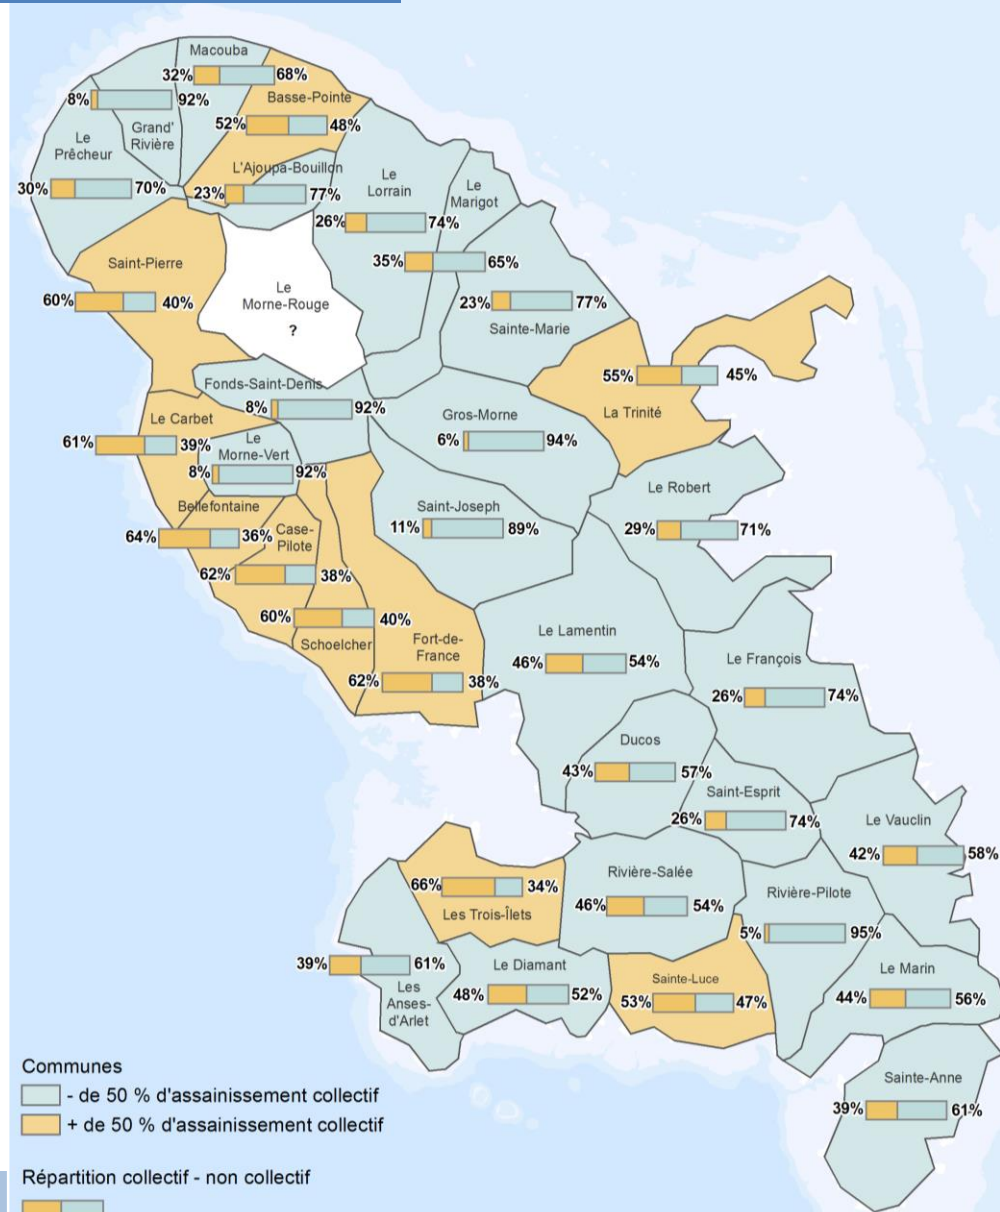 Macouba
32% 68%
8% 92%
Grand'
Rivière
Basse-Pointe
52% 48%
Le
Prêcheur
30% 70%
L'Ajoupa-Bouillon
23% 77%
Le
Lorrain
26% 74%
Le
Marigot
35% 65%
Saint-Pierre
60% 40%
Le
Morne-Rouge
?
23% 77%
Sainte-Marie
55% 45%
La Trinité
Fonds-Saint-Denis
8% 92%
Le Carbet
61% 39%
Le
Morne-Vert
8% 92%
Gros-Morne
6% 94%
Le Robert
29% 71%
Saint-Joseph
11% 89%
Bellefontaine
64% 36%
Case-
Pilote
62% 38%
60% 40%
Schoelcher
Fort-de-
France
62% 38%
Le Lamentin
46% 54%
Le François
26% 74%
Ducos
43% 57%
Saint-Esprit
26% 74%
Le Vauclin
42% 58%
66% 34%
Les Trois-Îlets
Rivière-Salée
46% 54%
Rivière-Pilote
5% 95%
39% 61%
Les
Anses-
d'Arlet
Le Diamant
48% 52%
Sainte-Luce
53% 47%
Le Marin
44% 56%
Sainte-Anne
39% 61%
Communes
- de 50 % d'assainissement collectif
+ de 50 % d'assainissement collectif
Répartition collectif - non collectif